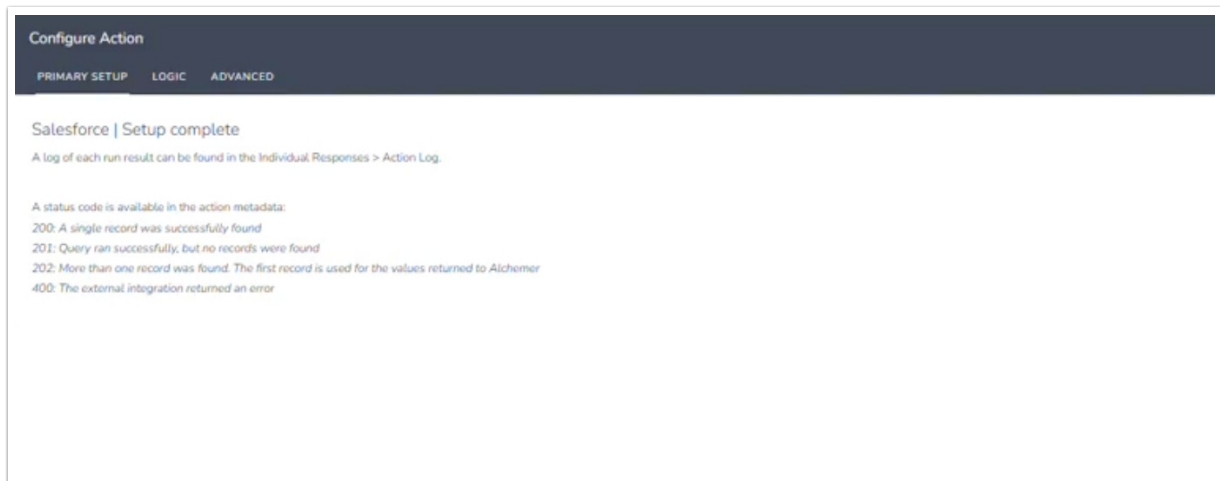 Configure Action
PRIMARY SETUP LOGIC ADVANCED
Salesforce | Setup complete
A log of each run result can be found in the Individual Responses > Action Log.
A status code is available in the action metadata:
200: A single record was successfully found
201: Query ran successfully, but no records were found
202: More than one record was found. The first record is used for the values returned to Alchemer
400: The external integration returned an error